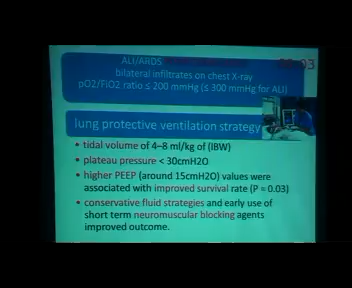 ALI/ARDS
bilateral infiltrates on chest X-ray
pO2/FiO2 ratio ≤ 200 mmHg (≤ 300 mmHg for ALI)
lung protective ventilation strategy
• tidal volume of 4–8 ml/kg of (IBW)
• plateau pressure < 30cmH2O
• higher PEEP (around 15cmH2O) values were
associated with improved survival rate (P = 0.03)
• conservative fluid strategies and early use of
short term neuromuscular blocking agents
improved outcome.